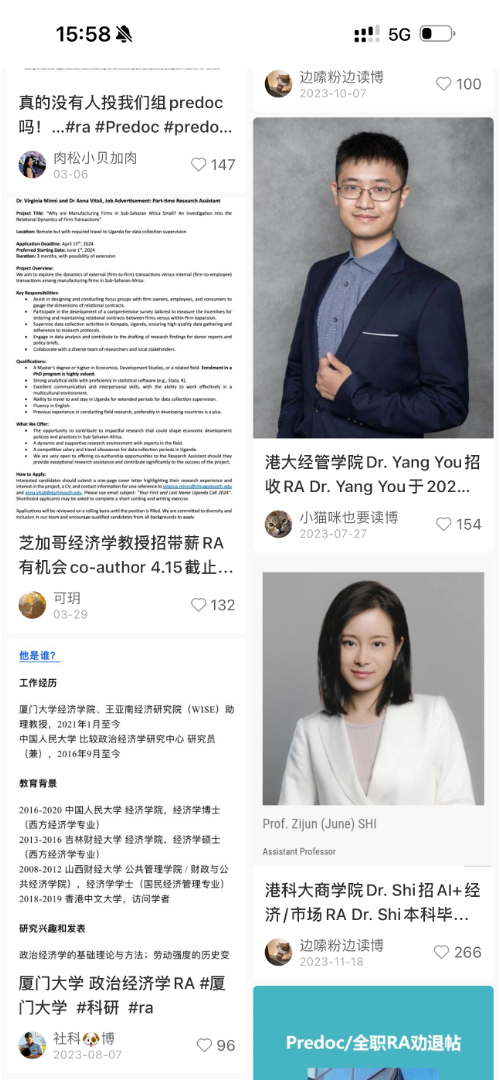 15:58
5G
真的没有人投我们组predoc
吗！...#ra #Predoc #predo...
肉松小贝加肉
03-06
147
Dr. Virginia Minni and Dr Anna Vitali, Job Advertisement: Part-time Research Assistant
Project Title: "Why are Manufacturing Firms in Sub-Saharan Africa Small? An Investigation into the
Relational Dynamics of Firm Transactions"
Location: Remote but with required travel to Uganda for data collection supervision
Application Deadline: April 15th, 2024
Preferred Starting Date: June 1st, 2024
Duration: 3 months, with possibility of extension
Project Overview:
We aim to explore the dynamics of external (firm-to-firm) transactions versus internal (firm-to-employee)
transactions among manufacturing firms in Sub-Saharan Africa.
Key Responsibilities:
Assist in designing and conducting focus groups with firm owners, employees, and consumers to
gauge the dimensions of relational contracts.
Participate in the development of a comprehensive survey tailored to measure the incentives for
entering and maintaining relational contracts between firms versus within-firm expansion.
Supervise data collection activities in Kampala, Uganda, ensuring high-quality data gathering and
adherence to research protocols.
Engage in data analysis and contribute to the drafting of research findings for donor reports and
policy briefs.
Collaborate with a diverse team of researchers and local stakeholders.
Qualifications:
A Master's degree or higher in Economics, Development Studies, or a related field. Enrolment in a
PhD program is highly valued.
Strong analytical skills with proficiency in statistical software (e.g., Stata, R).
Excellent communication and interpersonal skills, with the ability to work effectively in a
multicultural environment.
Ability to travel to and stay in Uganda for extended periods for data collection supervision.
Fluency in English.
Previous experience in conducting field research, preferably in developing countries is a plus.
What We Offer:
The opportunity to contribute to impactful research that could shape economic development
policies and practices in Sub-Saharan Africa.
A dynamic and supportive research environment with experts in the field.
A competitive salary and travel allowances for data collection periods in Uganda.
We are very open to offering co-authoring opportunities to the Research Assistant should they
provide exceptional research assistance and contribute significantly to the success of the project.
How to Apply:
Interested candidates should submit a one-page cover letter highlighting their research experience and
interest in the project, a CV, and contact information for one reference to virginia.minni@chicagobooth.edu
and anna.vitali@dartmouth.edu. Please use email subject: "Your First and Last Name Uganda Call 2024".
Shortlisted applicants may be asked to complete a short coding and writing exercise.
Applications will be reviewed on a rolling basis until the position is filled. We are committed to diversity
and inclusion in our team and encourage qualified candidates from all backgrounds to apply.
芝加哥经济学教授招带薪RA
有机会co-author 4.15截止...
可玥
03-29
132
他是谁？
工作经历
厦门大学经济学院、王亚南经济研究院（WISE）助
理教授，2021年1月至今
中国人民大学 比较政治经济学研究中心 研究员
（兼），2016年9月至今
教育背景
2016-2020 中国人民大学 经济学院，经济学博士
（西方经济学专业）
2013-2016 吉林财经大学 经济学院，经济学硕士
（西方经济学专业）
2008-2012 山西财经大学 公共管理学院 / 财政与公
共经济学院），经济学学士（国民经济管理专业）
2018-2019 香港中文大学，访问学者
研究兴趣和发表
政治经济学的基础理论与方法；劳动强度的历史变
厦门大学 政治经济学RA #厦
门大学 #科研 #ra
社科🐶博
2023-08-07
96
边嗦粉边读博
2023-10-07
100
港大经管学院Dr. Yang You招
收RA Dr. Yang You于202...
小猫咪也要读博
2023-07-27
154
Prof. Zijun (June) SHI
Assistant Professor
港科大商学院Dr. Shi招AI+经
济/市场RA Dr. Shi本科毕...
边嗦粉边读博
2023-11-18
266
Predoc/全职RA劝退帖